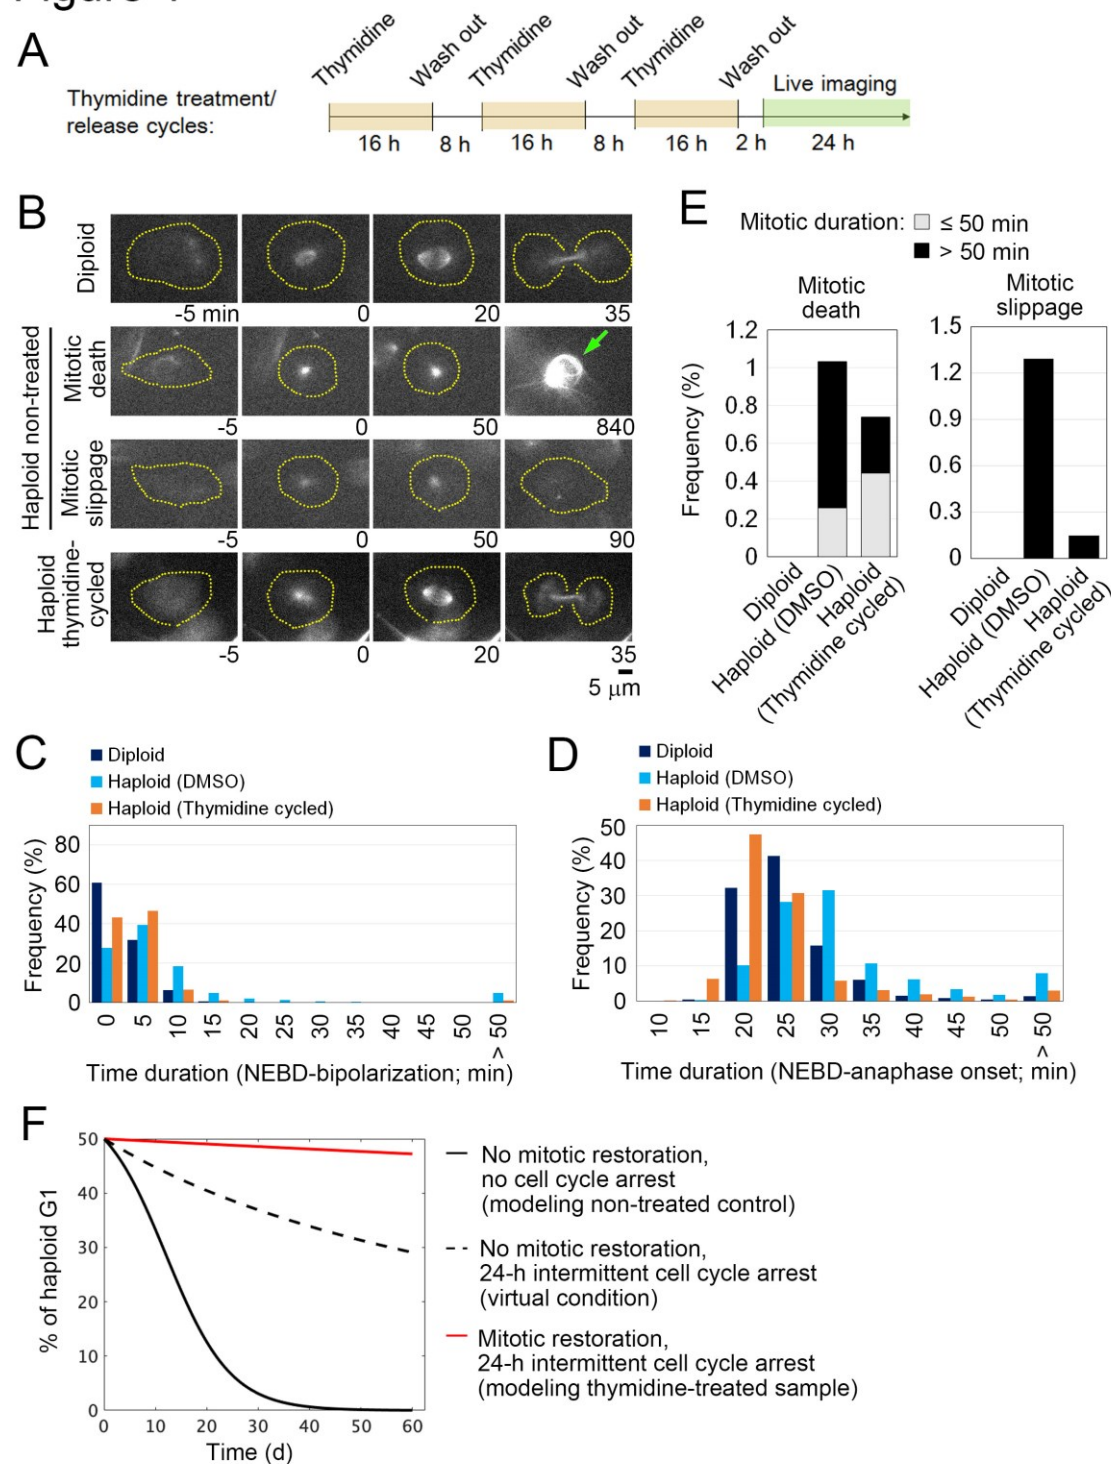 A
Thymidine
Wash out
Thymidine
Wash out
Thymidine
Wash out
Thymidine treatment/
release cycles:
Live imaging
16 h
8 h
16 h
8 h
16 h
2 h
24 h
B
Diploid
-5 min
0
20
35
Haploid non-treated
Mitotic
death
-5
0
50
840
Mitotic
slippage
-5
0
50
90
Haploid
thymidine-
cycled
-5
0
20
35
5 μm
E
Mitotic duration:
≤ 50 min
> 50 min
Mitotic
death
Frequency (%)
1.2
1
0.8
0.6
0.4
0.2
0
Diploid
Haploid (DMSO)
Haploid
(Thymidine cycled)
Mitotic
slippage
1.5
1.2
0.9
0.6
0.3
0
Diploid
Haploid (DMSO)
Haploid
(Thymidine cycled)
C
Diploid
Haploid (DMSO)
Haploid (Thymidine cycled)
Frequency (%)
80
60
40
20
0
0
5
10
15
20
25
30
35
40
45
50
> 50
Time duration (NEBD-bipolarization; min)
D
Diploid
Haploid (DMSO)
Haploid (Thymidine cycled)
Frequency (%)
50
40
30
20
10
0
10
15
20
25
30
35
40
45
50
> 50
Time duration (NEBD-anaphase onset; min)
F
% of haploid G1
50
40
30
20
10
0
0
10
20
30
40
50
60
Time (d)
No mitotic restoration,
no cell cycle arrest
(modeling non-treated control)
No mitotic restoration,
24-h intermittent cell cycle arrest
(virtual condition)
Mitotic restoration,
24-h intermittent cell cycle arrest
(modeling thymidine-treated sample)